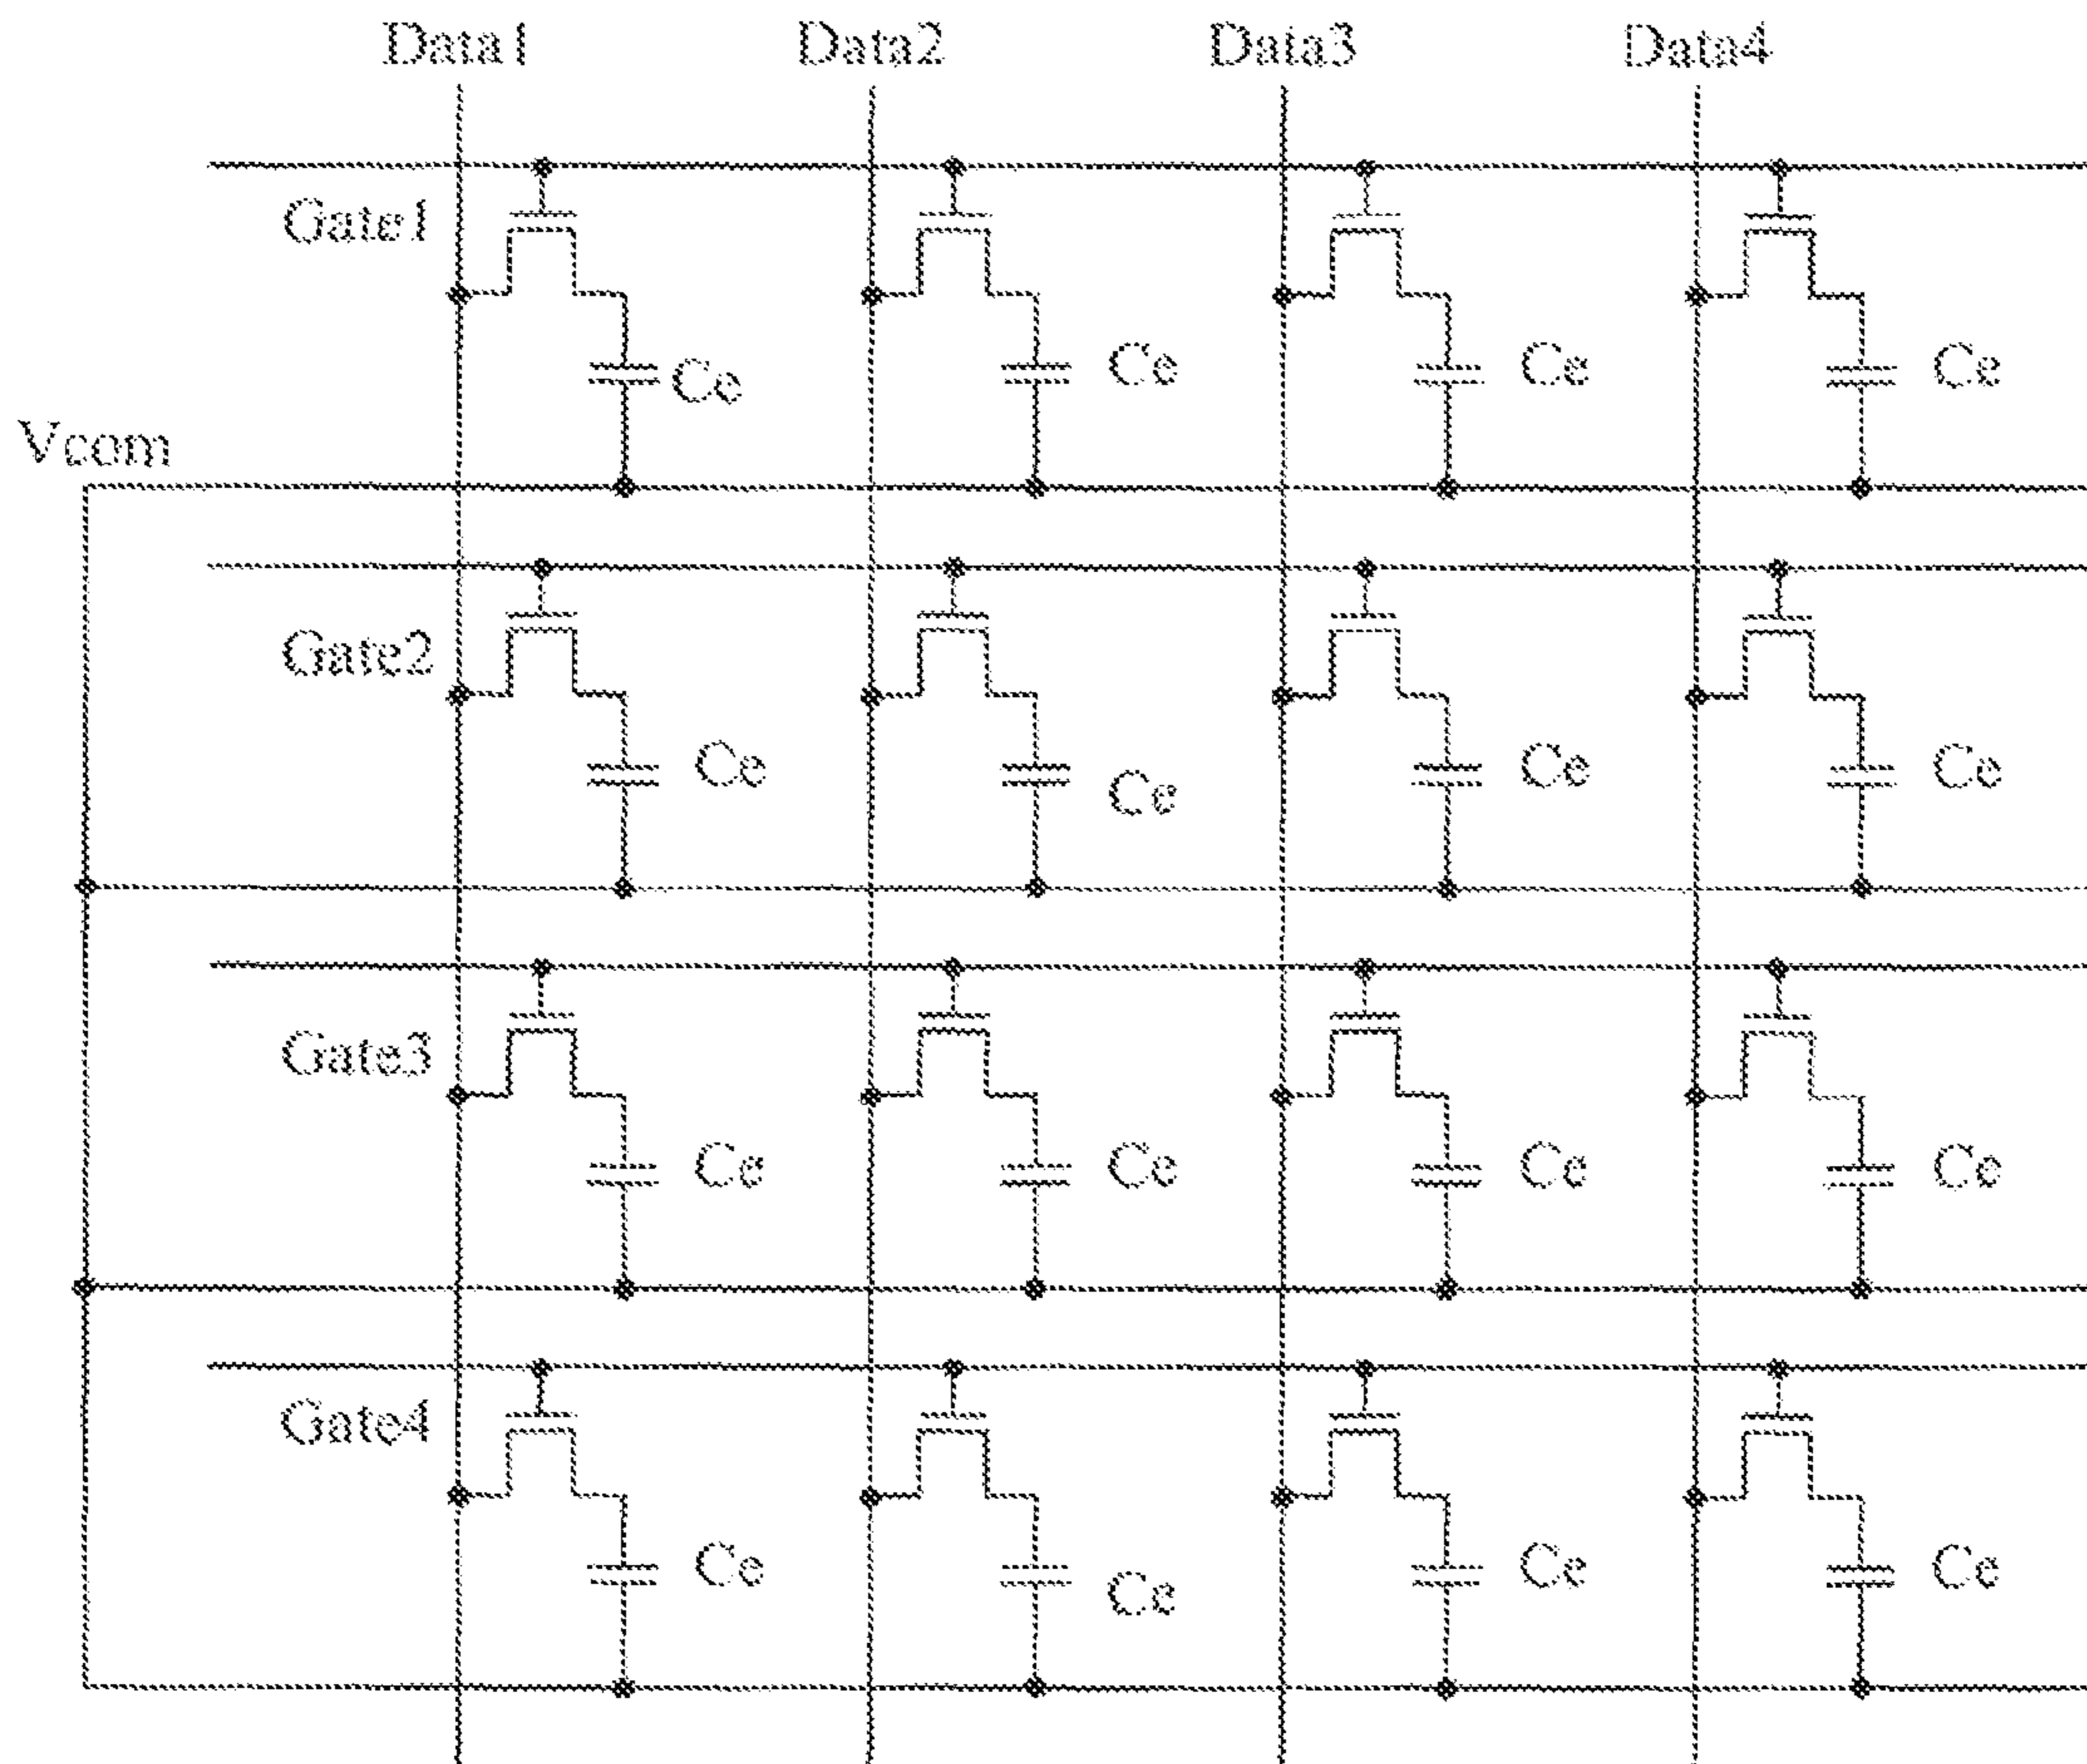 Data1 Data2 Data3 Data4
Gate1
Ce Ce Ce Ce
Vcom
Gate2
Ce Ce Ce Ce
Gate3
Ce Ce Ce Ce
Gate4
Ce Ce Ce Ce